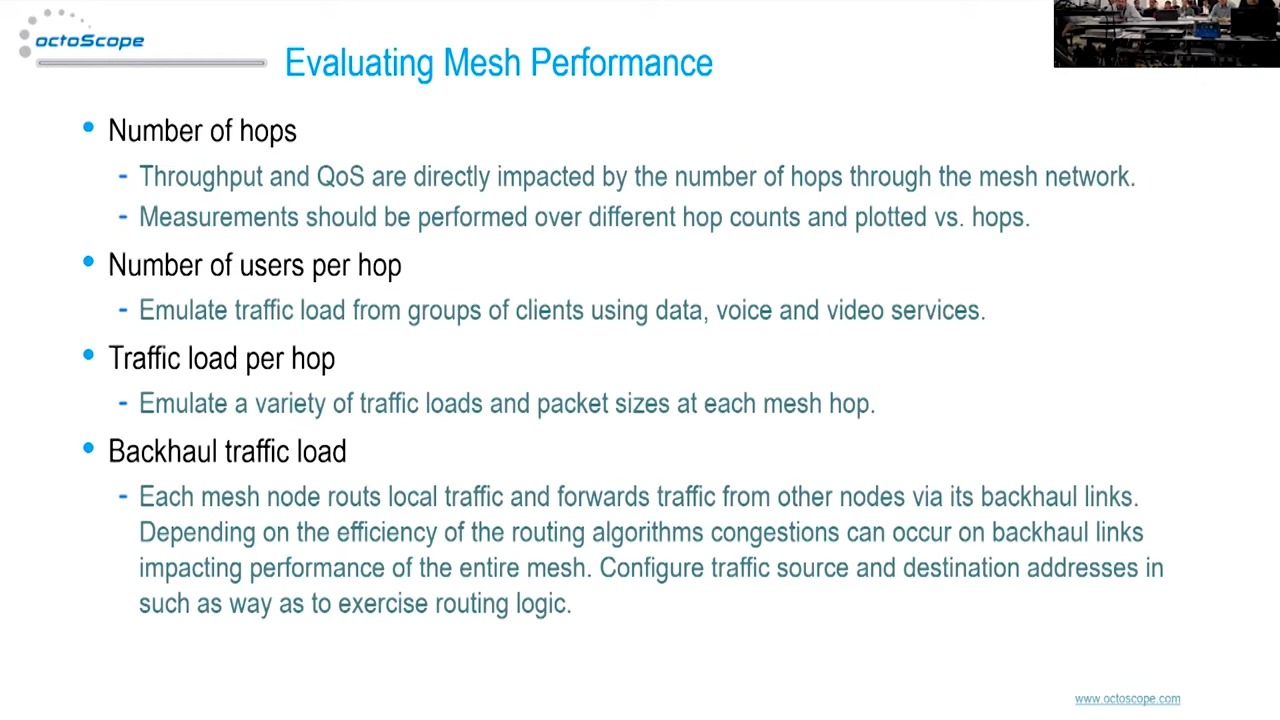 octoScope
Evaluating Mesh Performance
• Number of hops
- Throughput and QoS are directly impacted by the number of hops through the mesh network.
- Measurements should be performed over different hop counts and plotted vs. hops.
• Number of users per hop
- Emulate traffic load from groups of clients using data, voice and video services.
• Traffic load per hop
- Emulate a variety of traffic loads and packet sizes at each mesh hop.
• Backhaul traffic load
- Each mesh node routs local traffic and forwards traffic from other nodes via its backhaul links.
Depending on the efficiency of the routing algorithms congestions can occur on backhaul links
impacting performance of the entire mesh. Configure traffic source and destination addresses in
such as way as to exercise routing logic.
www.octoscope.com